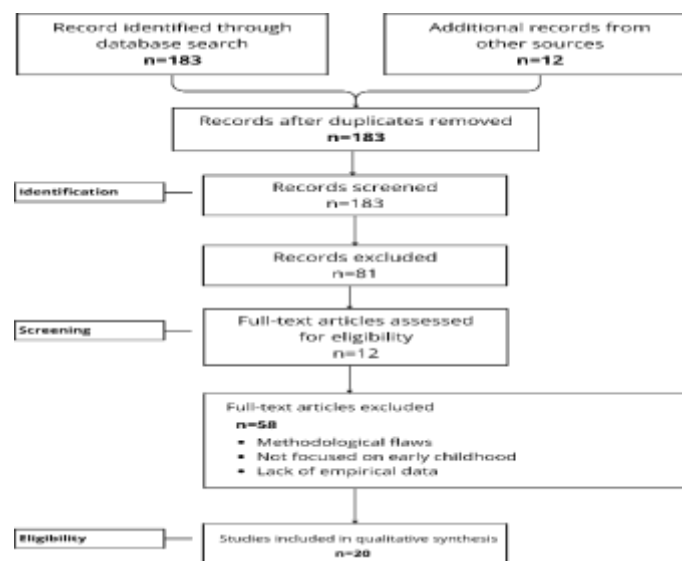 Record identified through
database search
n=183
Additional records from
other sources
n=12
Records after duplicates removed
n=183
Identification
Records screened
n=183
Records excluded
n=81
Screening
Full-text articles assessed
for eligibility
n=12
Full-text articles excluded
n=58
• Methodological flaws
• Not focused on early childhood
• Lack of empirical data
Eligibility
Studies included in qualitative synthesis
n=20